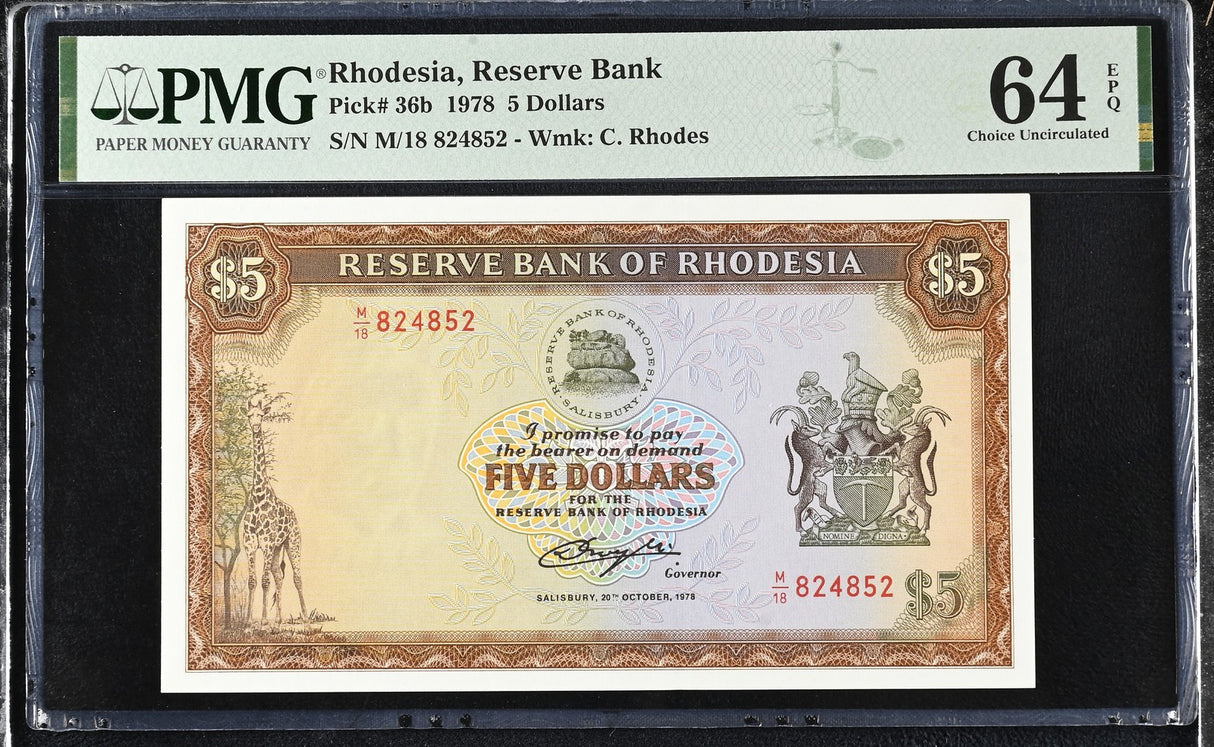 PMG®
PAPER MONEY GUARANTY
Rhodesia, Reserve Bank
Pick# 36b 1978 5 Dollars
S/N M/18 824852 - Wmk: C. Rhodes
64 EPQ
Choice Uncirculated
$5
RESERVE BANK OF RHODESIA
$5
M/18 824852
RESERVE BANK OF RHODESIA
· SALISBURY ·
I promise to pay
the bearer on demand
FIVE DOLLARS
FOR THE
RESERVE BANK OF RHODESIA
Governor
SALISBURY, 20TH OCTOBER, 1978
NOMINE DIGNA
M/18 824852
$5